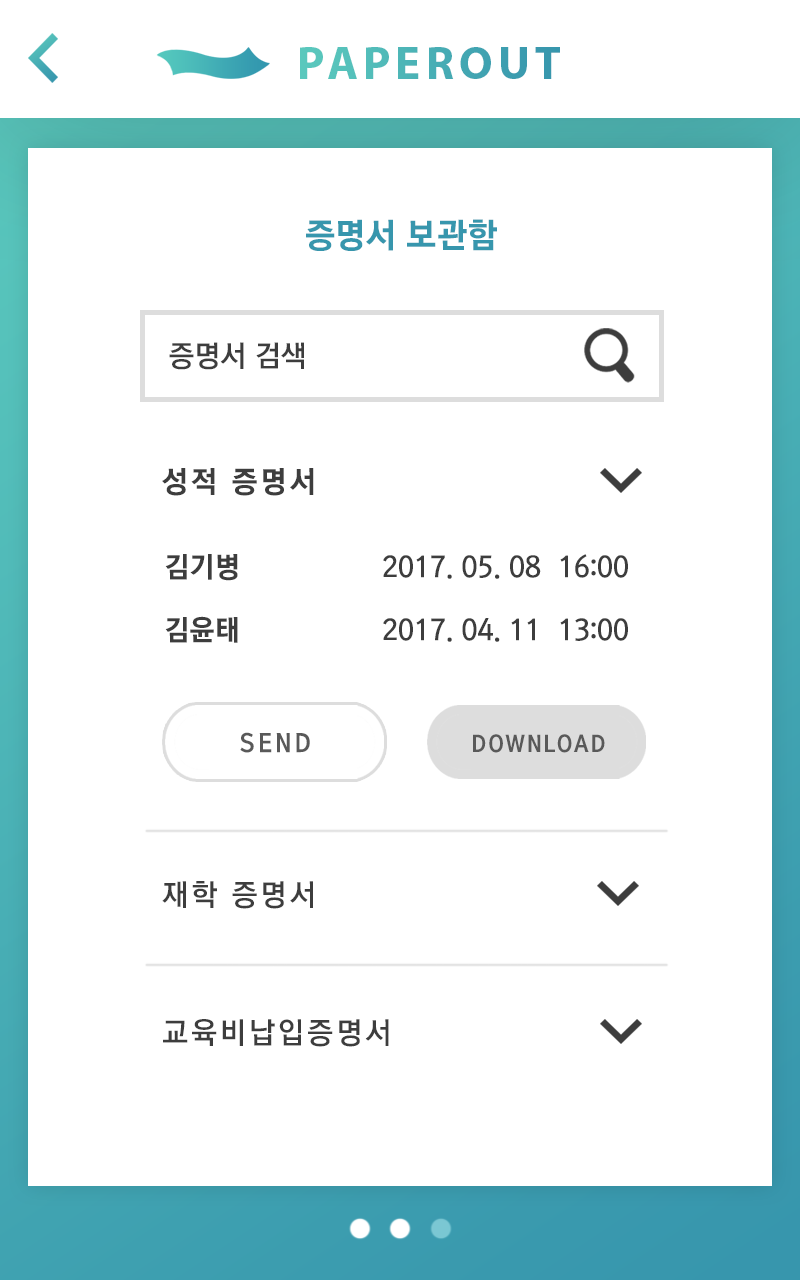 PAPEROUT
증명서 보관함
증명서 검색
성적 증명서
김기병 2017. 05. 08 16:00
김윤태 2017. 04. 11 13:00
SEND DOWNLOAD
재학 증명서
교육비납입증명서